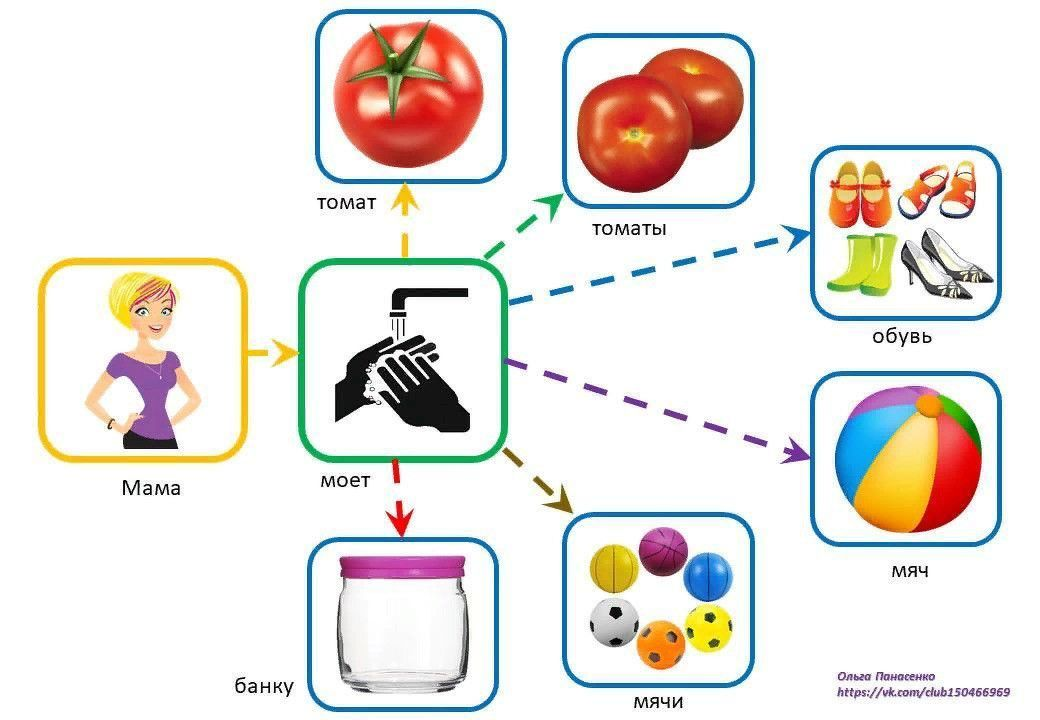 томат
томаты
обувь
Мама
моет
мяч
банку
мячи
Ольга Панасенко
https://vk.com/club150466969